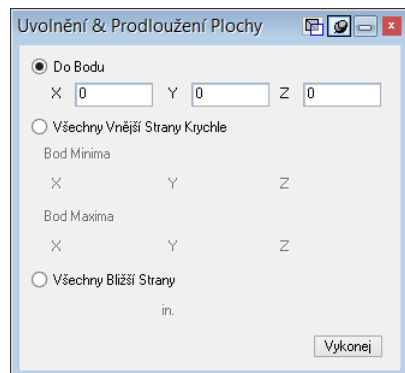 Uvolnění & Prodloužení Plochy
Do Bodu
X 0 Y 0 Z 0
Všechny Vnější Strany Krychle
Bod Minima
X Y Z
Bod Maxima
X Y Z
Všechny Bližší Strany
in.
Vykonej